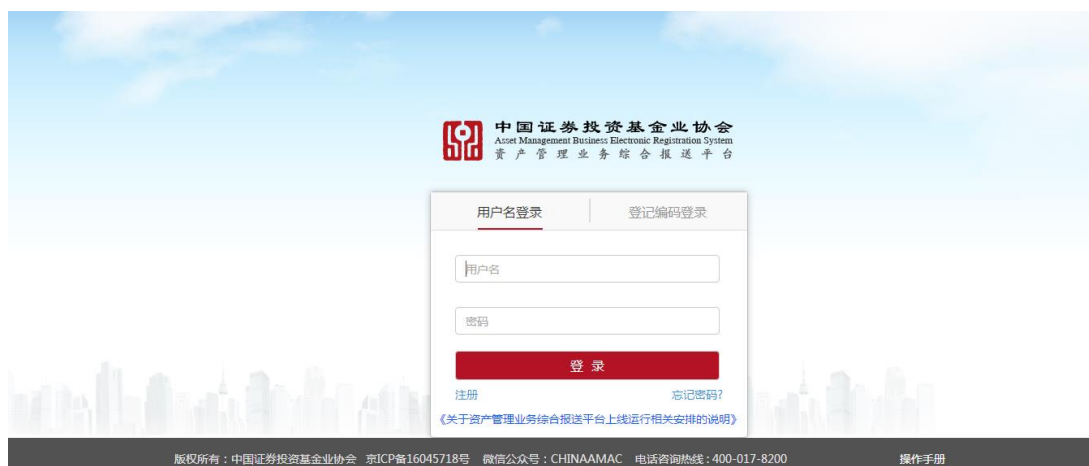 中国证券投资基金业协会
Asset Management Business Electronic Registration System
资产管理业务综合报送平台
用户名登录 登记编码登录
用户名
密码
登 录
注册 忘记密码?
《关于资产管理业务综合报送平台上线运行相关安排的说明》
版权所有：中国证券投资基金业协会 京ICP备16045718号 微信公众号：CHINAAMAC 电话咨询热线：400-017-8200 操作手册